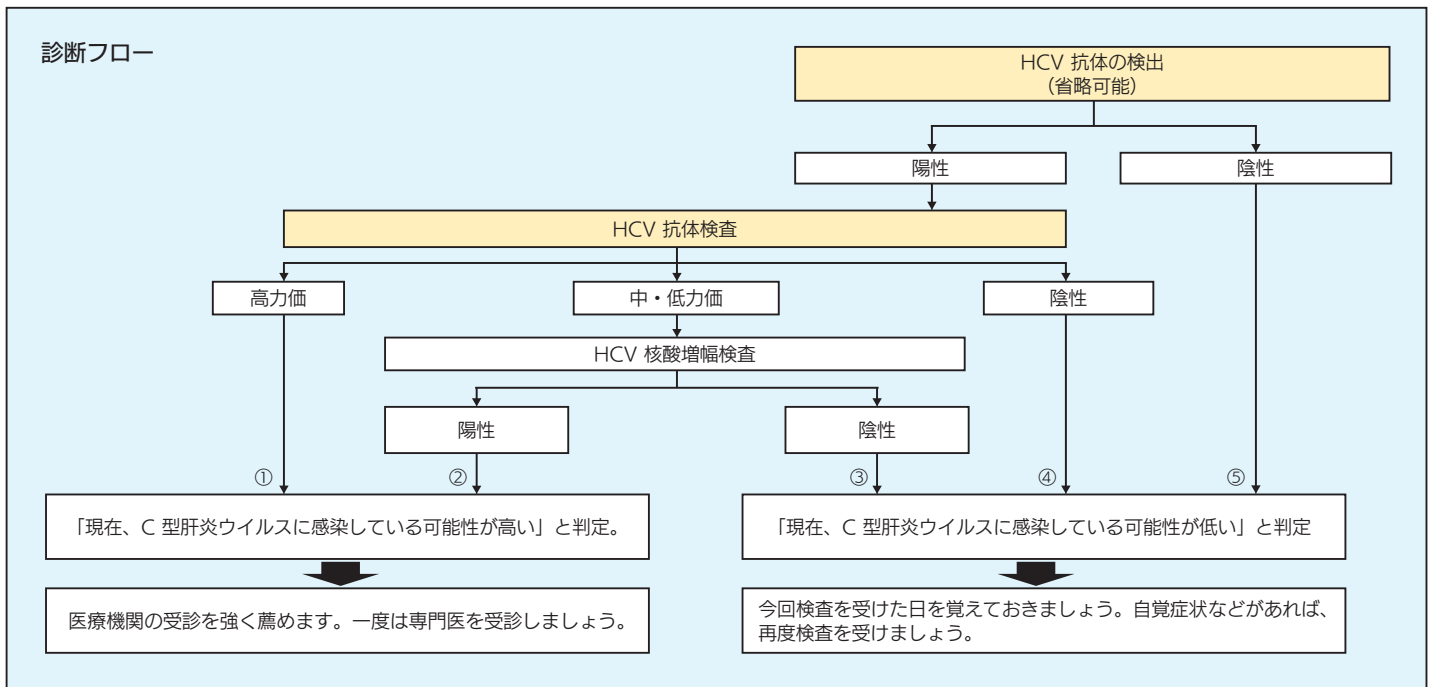 診断フロー
HCV 抗体の検出
（省略可能）
陽性
陰性
HCV 抗体検査
高力価
中・低力価
陰性
HCV 核酸増幅検査
陽性
陰性
①
②
③
④
⑤
「現在、C 型肝炎ウイルスに感染している可能性が高い」と判定。
「現在、C 型肝炎ウイルスに感染している可能性が低い」と判定
医療機関の受診を強く薦めます。一度は専門医を受診しましょう。
今回検査を受けた日を覚えておきましょう。自覚症状などがあれば、
再度検査を受けましょう。